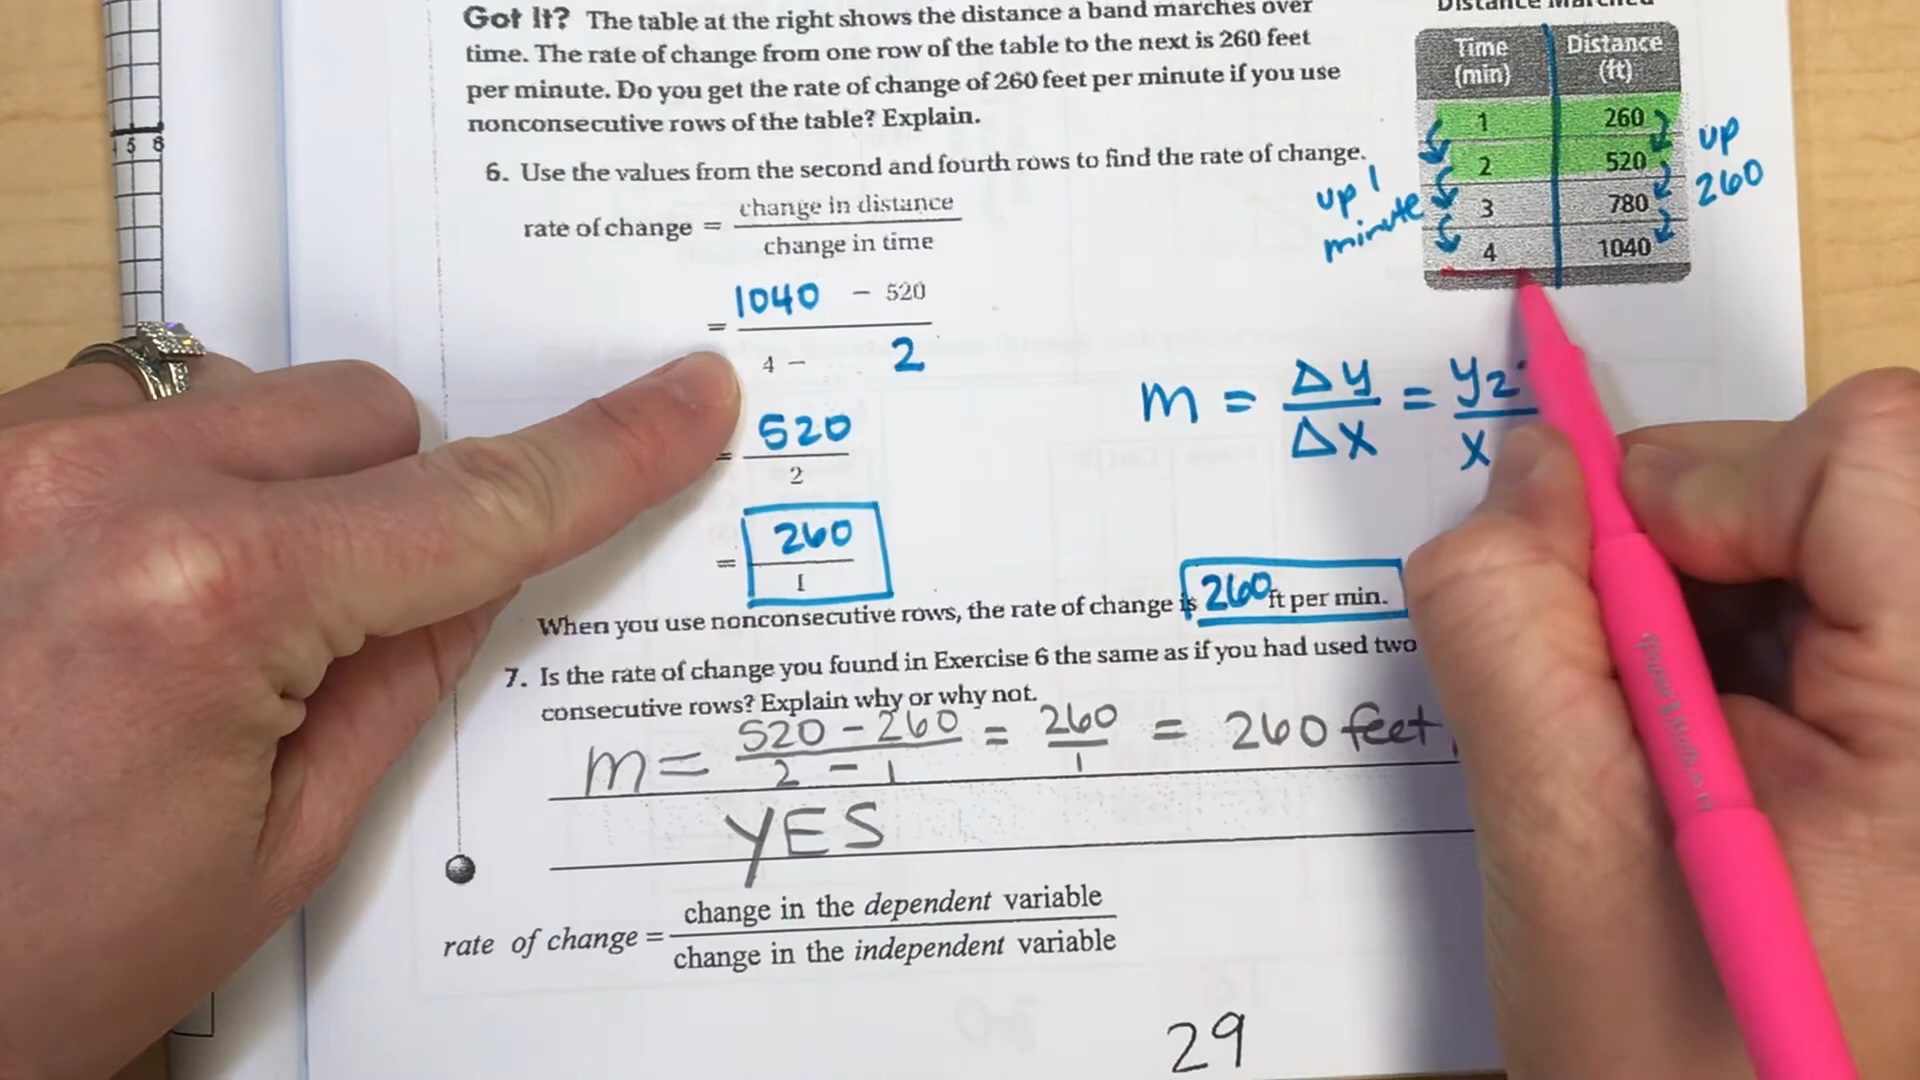 Got It? The table at the right shows the distance a band marches over
time. The rate of change from one row of the table to the next is 260 feet
per minute. Do you get the rate of change of 260 feet per minute if you use
nonconsecutive rows of the table? Explain.
Distance Marched
Time (min) Distance (ft)
1 260
2 520
3 780
4 1040
up 1 minute
up 260
6. Use the values from the second and fourth rows to find the rate of change.
rate of change = change in distance
change in time
= 1040 - 520
4 - 2
= 520
2
= 260
1
m = Δy = y2
Δx x
When you use nonconsecutive rows, the rate of change is 260 ft per min.
7. Is the rate of change you found in Exercise 6 the same as if you had used two
consecutive rows? Explain why or why not.
m = 520 - 260 = 260 = 260 feet
2 - 1 1
YES
rate of change = change in the dependent variable
change in the independent variable
29
5 6